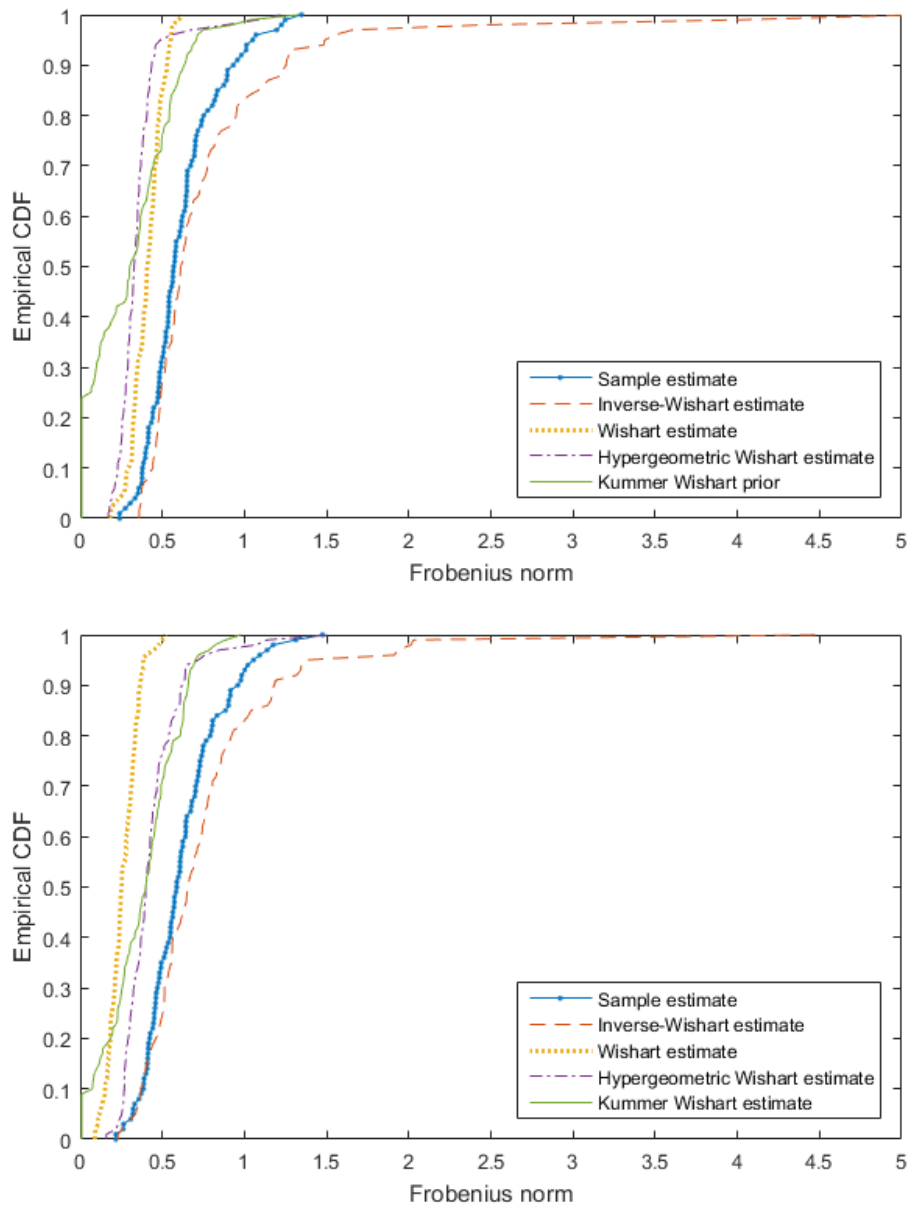 1
0.9
0.8
0.7
0.6
0.5
0.4
0.3
0.2
0.1
0
Empirical CDF
Sample estimate
Inverse-Wishart estimate
Wishart estimate
Hypergeometric Wishart estimate
Kummer Wishart prior
0 0.5 1 1.5 2 2.5 3 3.5 4 4.5 5
Frobenius norm
1
0.9
0.8
0.7
0.6
0.5
0.4
0.3
0.2
0.1
0
Empirical CDF
Sample estimate
Inverse-Wishart estimate
Wishart estimate
Hypergeometric Wishart estimate
Kummer Wishart estimate
0 0.5 1 1.5 2 2.5 3 3.5 4 4.5 5
Frobenius norm